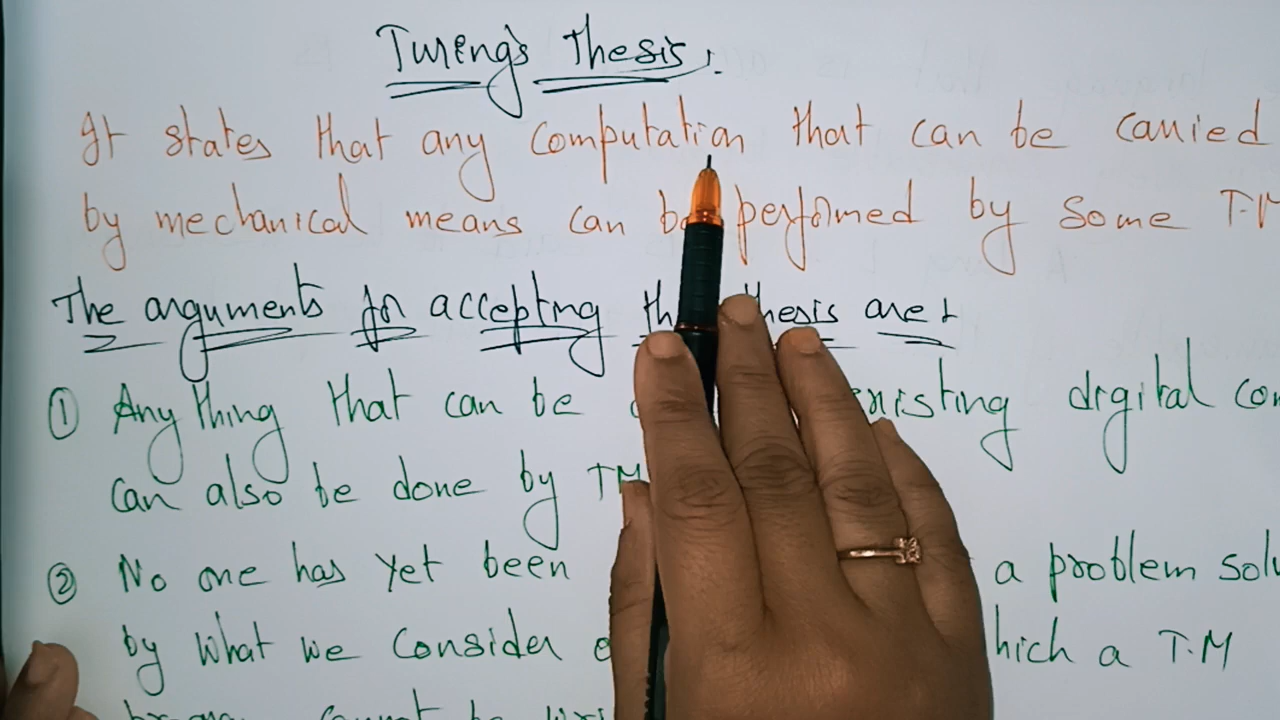 Turing's Thesis:
It states that any computation that can be carried
by mechanical means can be performed by some T.M
The arguments for accepting the thesis are:
① Any thing that can be existing digital
can also be done by TM
② No one has yet been a problem
by what we consider which a T.M
cannot be